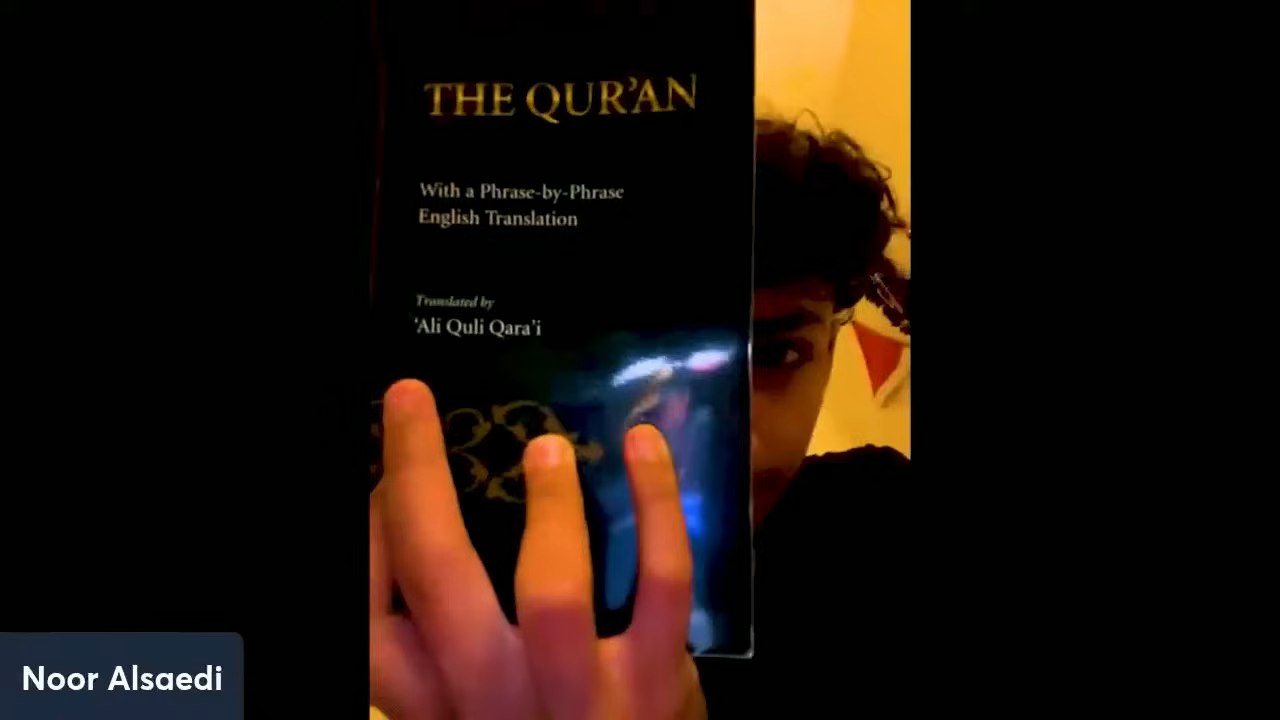 THE QUR'AN
With a Phrase-by-Phrase
English Translation
Translated by
'Ali Quli Qara'i
Noor Alsaedi